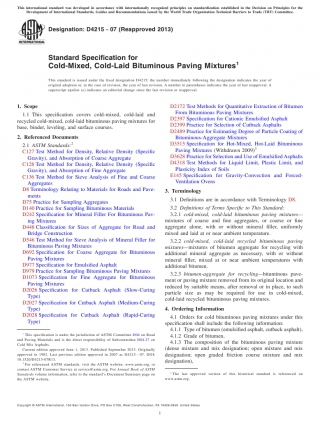 This international standard was developed in accordance with internationally recognized principles on standardization established in the Decision on Principles for the
Development of International Standards, Guides and Recommendations issued by the World Trade Organization Technical Barriers to Trade (TBT) Committee.
Designation: D4215 − 07 (Reapproved 2013)
INTERNATIONAL
Standard Specification for
Cold-Mixed, Cold-Laid Bituminous Paving Mixtures¹
This standard is issued under the fixed designation D4215; the number immediately following the designation indicates the year of
original adoption or, in the case of revision, the year of last revision. A number in parentheses indicates the year of last reapproval. A
superscript epsilon (ε) indicates an editorial change since the last revision or reapproval.
1. Scope
1.1 This specification covers cold-mixed, cold-laid and
recycled cold-mixed, cold-laid bituminous paving mixtures for
base, binder, leveling, and surface courses.
2. Referenced Documents
2.1 ASTM Standards:²
C127 Test Method for Density, Relative Density (Specific
Gravity), and Absorption of Coarse Aggregate
C128 Test Method for Density, Relative Density (Specific
Gravity), and Absorption of Fine Aggregate
C136 Test Method for Sieve Analysis of Fine and Coarse
Aggregates
D8 Terminology Relating to Materials for Roads and Pave-
ments
D75 Practice for Sampling Aggregates
D140 Practice for Sampling Bituminous Materials
D242 Specification for Mineral Filler For Bituminous Pav-
ing Mixtures
D448 Classification for Sizes of Aggregate for Road and
Bridge Construction
D546 Test Method for Sieve Analysis of Mineral Filler for
Bituminous Paving Mixtures
D692 Specification for Coarse Aggregate for Bituminous
Paving Mixtures
D977 Specification for Emulsified Asphalt
D979 Practice for Sampling Bituminous Paving Mixtures
D1073 Specification for Fine Aggregate for Bituminous
Paving Mixtures
D2026 Specification for Cutback Asphalt (Slow-Curing
Type)
D2027 Specification for Cutback Asphalt (Medium-Curing
Type)
D2028 Specification for Cutback Asphalt (Rapid-Curing
Type)
¹ This specification is under the jurisdiction of ASTM Committee D04 on Road
and Paving Materials and is the direct responsibility of Subcommittee D04.27 on
Cold Mix Asphalts.
Current edition approved June 1, 2013. Published September 2013. Originally
approved in 1982. Last previous edition approved in 2007 as D4215 – 07. DOI:
² For referenced ASTM standards, visit the ASTM website, www.astm.org, or
contact ASTM Customer Service at service@astm.org. For Annual Book of ASTM
Standards volume information, refer to the standard's Document Summary page on
the ASTM website.
D2172 Test Methods for Quantitative Extraction of Bitumen
From Bituminous Paving Mixtures
D2397 Specification for Cationic Emulsified Asphalt
D2399 Practice for Selection of Cutback Asphalts
D2489 Practice for Estimating Degree of Particle Coating of
Bituminous-Aggregate Mixtures
D3515 Specification for Hot-Mixed, Hot-Laid Bituminous
Paving Mixtures (Withdrawn 2009)³
D3628 Practice for Selection and Use of Emulsified Asphalts
D4318 Test Methods for Liquid Limit, Plastic Limit, and
Plasticity Index of Soils
E145 Specification for Gravity-Convection and Forced-
Ventilation Ovens
3. Terminology
3.1 Definitions are in accordance with Terminology D8.
3.2 Definitions of Terms Specific to This Standard:
3.2.1 cold-mixed, cold-laid bituminous paving mixtures—
mixtures of coarse and fine aggregates, or coarse or fine
aggregate alone, with or without mineral filler, uniformly
mixed and laid at or near ambient temperature.
3.2.2 cold-mixed, cold-laid recycled bituminous paving
mixtures—mixtures of bitumen aggregate for recycling with
additional mineral aggregate as necessary, with or without
mineral filler, mixed at or near ambient temperatures with
additional bitumen.
3.2.3 bitumen-aggregate for recycling—bituminous pave-
ment or paving mixture removed from its original location and
reduced by suitable means, after removal or in place, to such
particle size as may be required for use in cold-mixed,
cold-laid recycled bituminous paving mixtures.
4. Ordering Information
4.1 Orders for cold bituminous paving mixtures under this
specification shall include the following information:
4.1.1 Type of bitumen (emulsified asphalt, cutback asphalt),
4.1.2 Grade of bitumen,
4.1.3 The composition of the bituminous paving mixture
(dense mixture and mix designation; open mixture and mix
designation; open graded friction course mixture and mix
designation),
³ The last approved version of this historical standard is referenced on
www.astm.org.
Copyright © ASTM International, 100 Barr Harbor Drive, PO Box C700, West Conshohocken, PA 19428-2959. United States
1